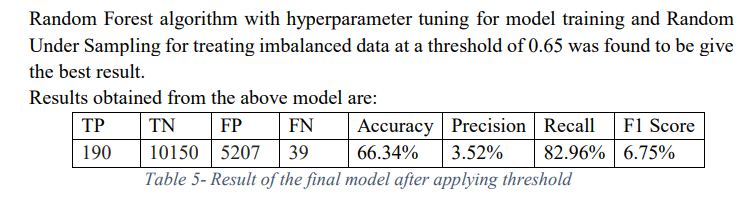 Random Forest algorithm with hyperparameter tuning for model training and Random
Under Sampling for treating imbalanced data at a threshold of 0.65 was found to be give
the best result.
Results obtained from the above model are:
TP TN FP FN Accuracy Precision Recall F1 Score
190 10150 5207 39 66.34% 3.52% 82.96% 6.75%
Table 5- Result of the final model after applying threshold